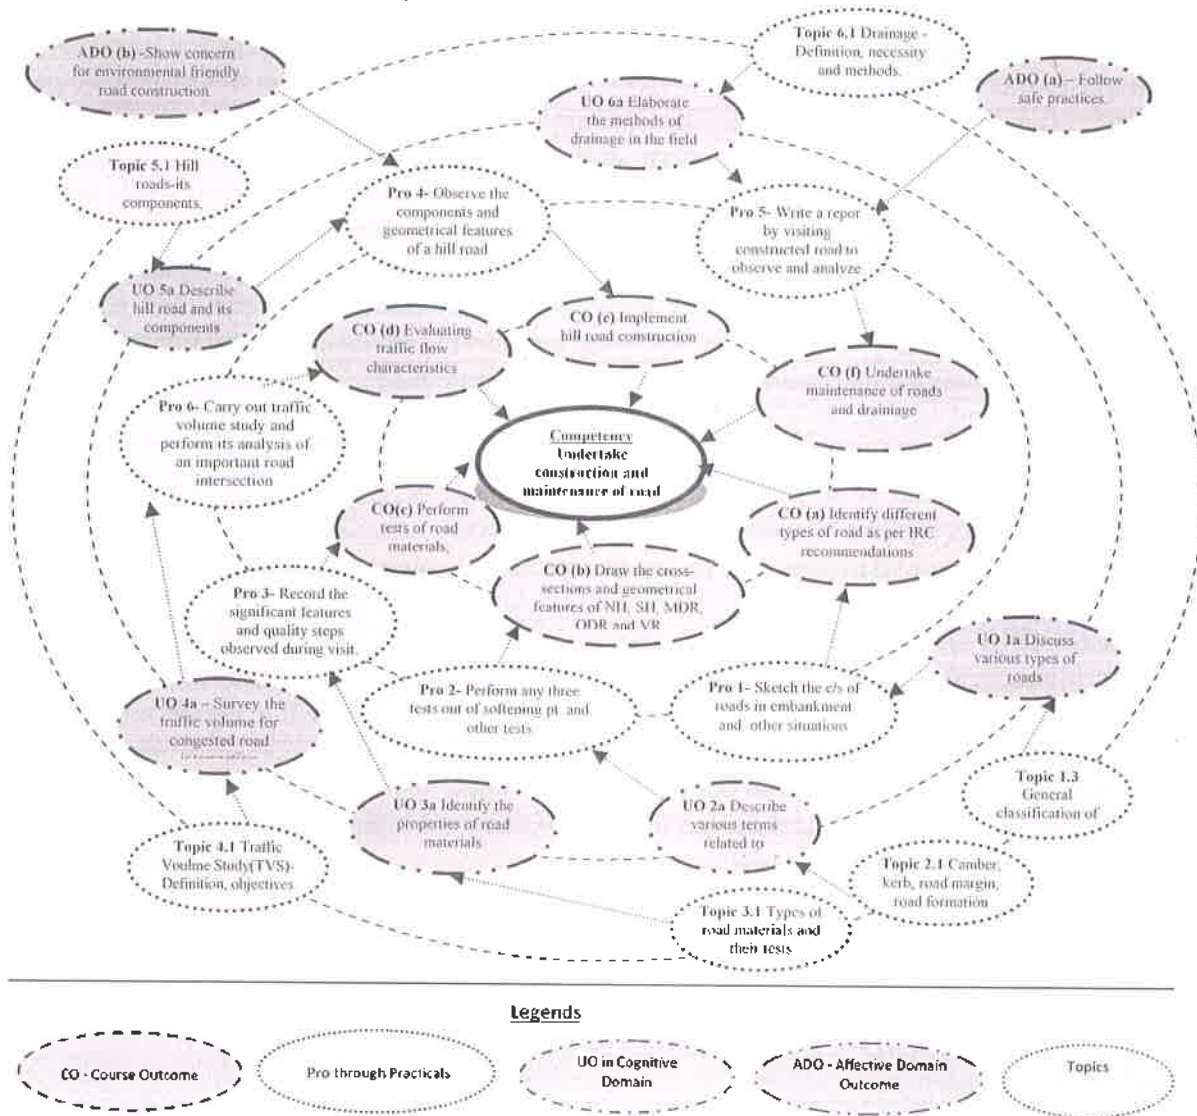 ADO (b) -Show concern
for environmental friendly
road construction.
Topic 6.1 Drainage -
Definition, necessity
and methods.
ADO (a) – Follow
safe practices.
UO 6a Elaborate
the methods of
drainage in the field
Topic 5.1 Hill
roads-its
components,
Pro 4- Observe the
components and
geometrical features
of a hill road
Pro 5- Write a repor
by visiting
constructed road to
observe and analyze
UO 5a Describe
hill road and its
components
CO (d) Evaluating
traffic flow
characteristics
CO (e) Implement
hill road construction
CO (f) Undertake
maintenance of roads
and drainiage
Pro 6- Carry out traffic
volume study and
perform its analysis of
an important road
intersection
Competency
Undertake
construction and
maintenance of road
CO(c) Perform
tests of road
materials,
CO (a) Identify different
types of road as per IRC
recommendations
CO (b) Draw the cross-
sections and geometrical
features of NH, SH, MDR,
ODR and VR
Pro 3- Record the
significant features
and quality steps
observed during visit.
UO 1a Discuss
various types of
roads
Pro 2- Perform any three
tests out of softening pt. and
other tests
Pro 1- Sketch the c/s of
roads in embankment
and other situations
UO 4a – Survey the
traffic volume for
congested road
UO 3a Identify the
properties of road
materials
UO 2a Describe
various terms
related to
Topic 1.3
General
classification of
Topic 4.1 Traffic
Voulme Study(TVS)-
Definition, objectives
Topic 2.1 Camber,
kerb, road margin,
road formation
Topic 3.1 Types of
road materials and
their tests
Legends
CO - Course Outcome
Pro through Practicals
UO in Cognitive
Domain
ADO - Affective Domain
Outcome
Topics